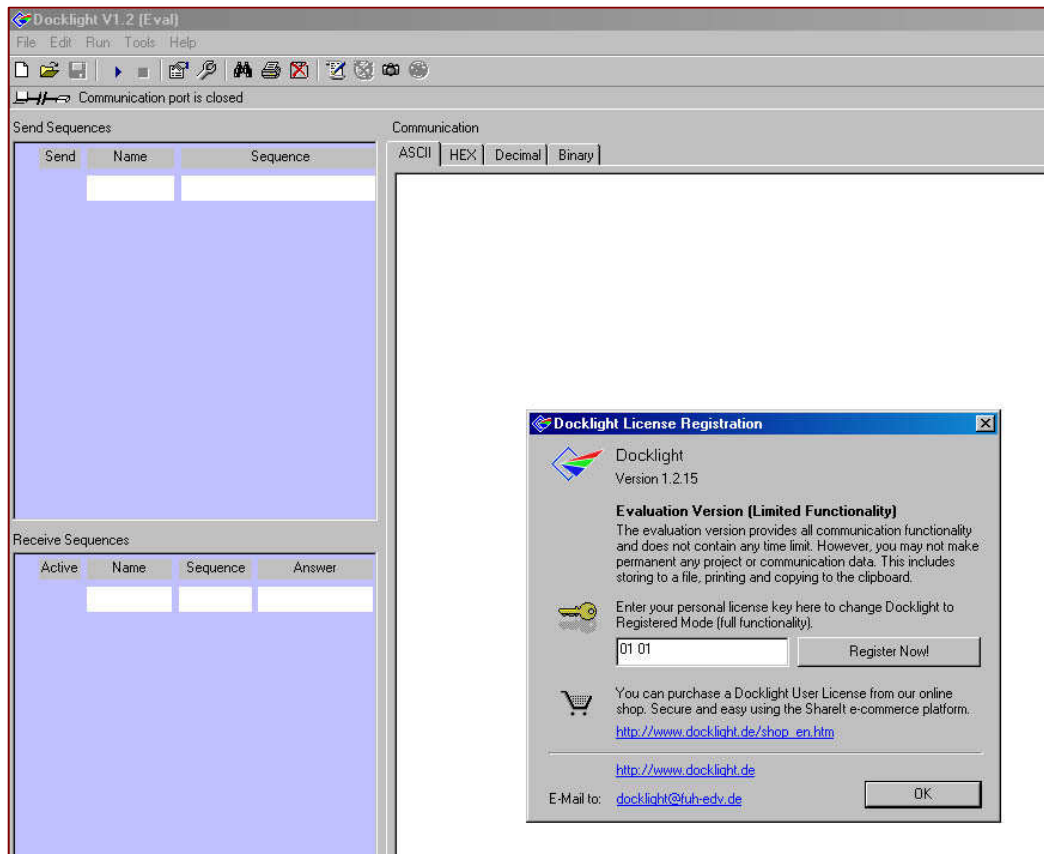 Docklight V1.2 (Eval)
File Edit Run Tools Help
Communication port is closed
Send Sequences
Send Name Sequence
Communication
ASCII HEX Decimal Binary
Docklight License Registration
Docklight
Version 1.2.15
Evaluation Version (Limited Functionality)
The evaluation version provides all communication functionality
and does not contain any time limit. However, you may not make
permanent any project or communication data. This includes
storing to a file, printing and copying to the clipboard.
Enter your personal license key here to change Docklight to
Registered Mode (full functionality).
01 01
Register Now!
You can purchase a Docklight User License from our online
shop. Secure and easy using the ShareIt e-commerce platform.
http://www.docklight.de/shop_en.htm
http://www.docklight.de
E-Mail to: docklight@fuh-edv.de
OK
Receive Sequences
Active Name Sequence Answer